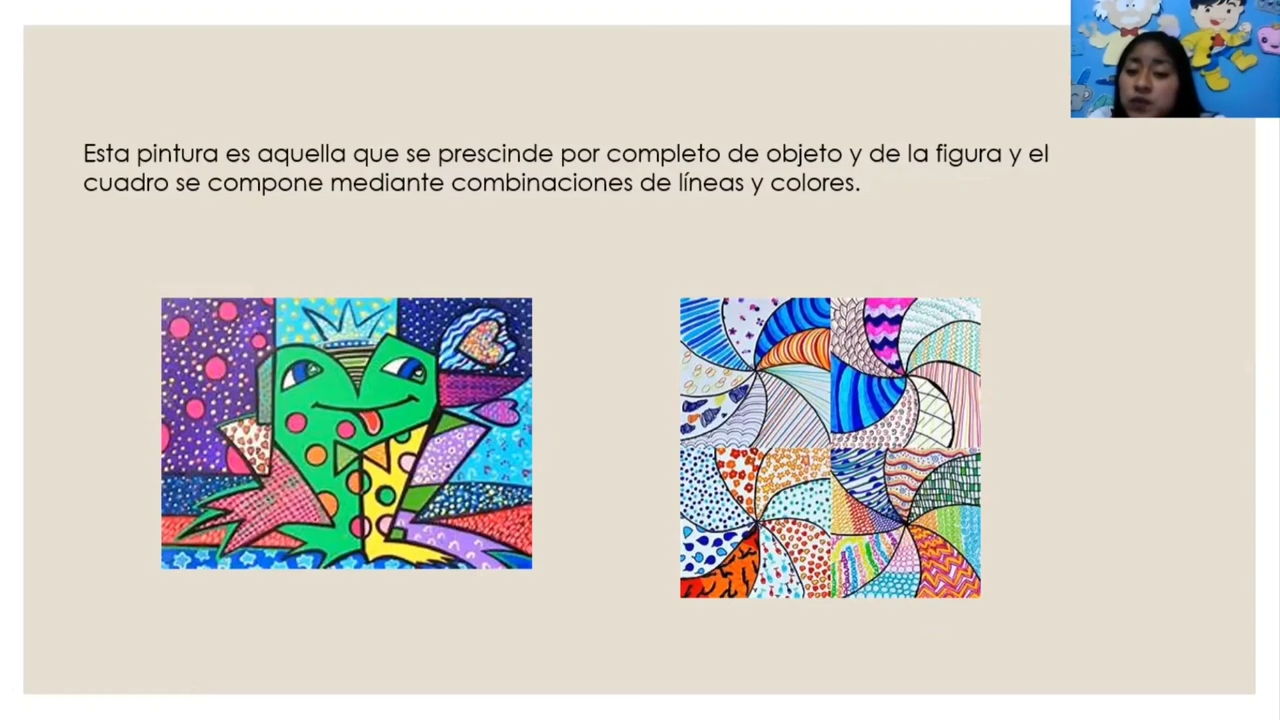 Esta pintura es aquella que se prescinde por completo de objeto y de la figura y el
cuadro se compone mediante combinaciones de líneas y colores.